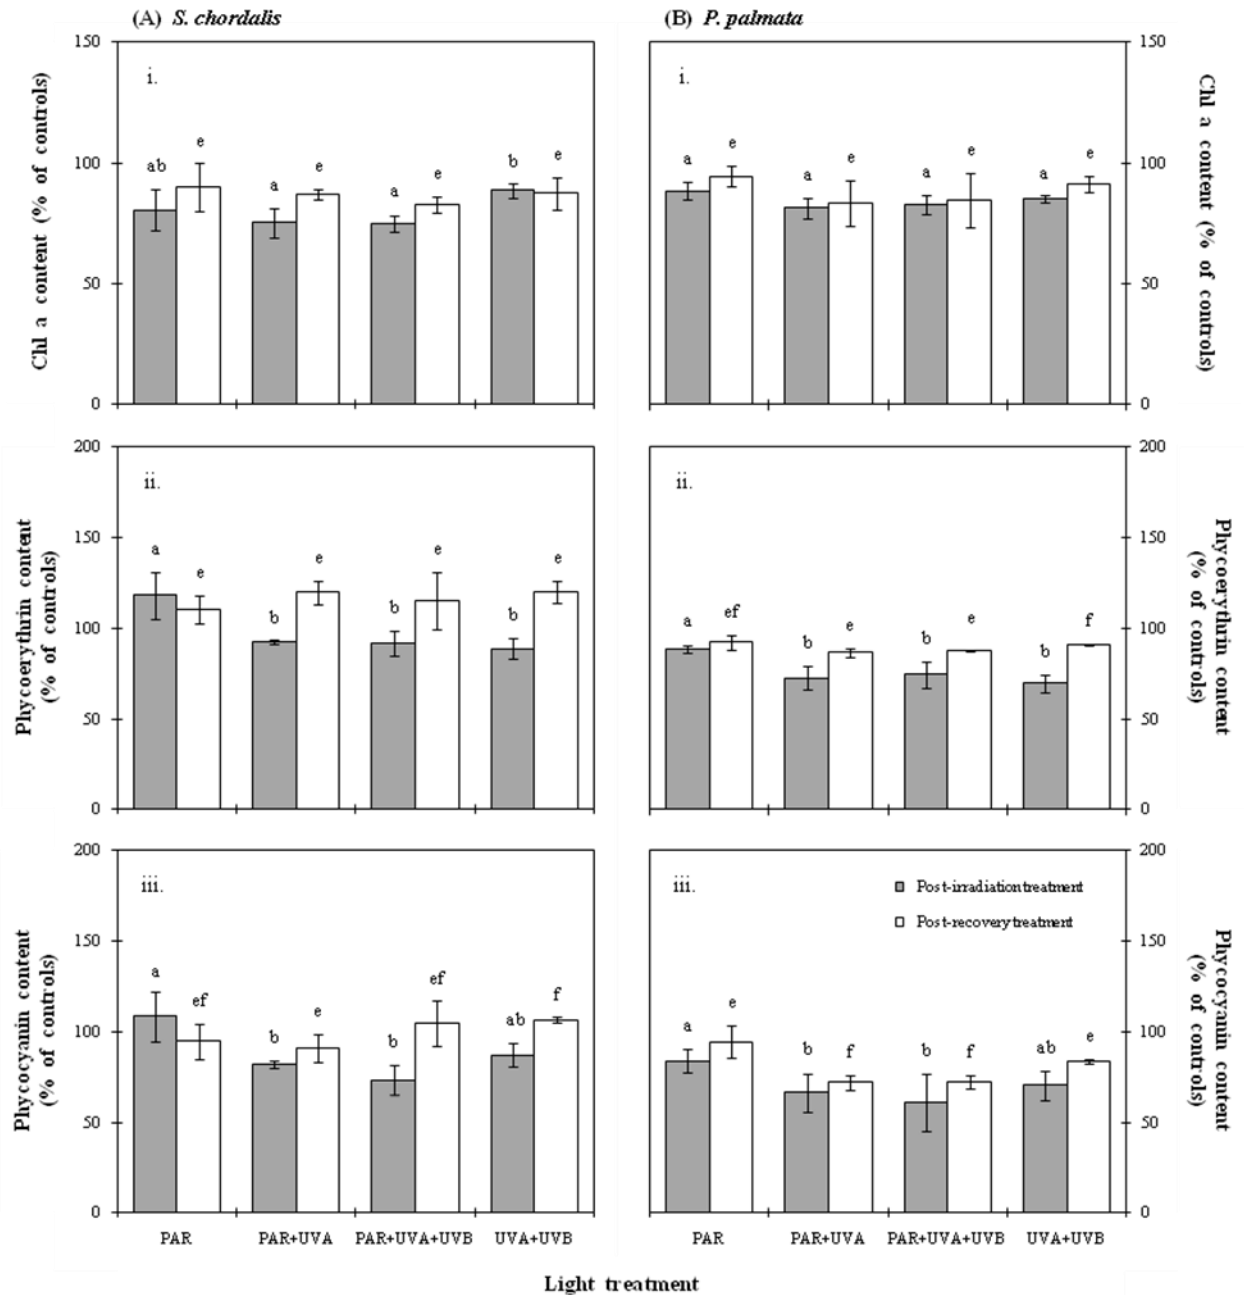 (A) S. chordalis
(B) P. palmata
Chl a content (% of controls)
150
100
50
0
i.
ab
e
a
e
a
e
b
e
i.
a
e
a
e
a
e
a
e
150
100
50
0
Chl a content (% of controls)
Phycoerythrin content
(% of controls)
200
150
100
50
0
ii.
a
e
b
e
b
e
b
e
ii.
a
ef
b
e
b
e
b
f
200
150
100
50
0
Phycoerythrin content
(% of controls)
Phycocyanin content
(% of controls)
200
150
100
50
0
iii.
a
ef
b
e
b
ef
ab
f
PAR PAR+UVA PAR+UVA+UVB UVA+UVB
iii.
Post-irradiation treatment
Post-recovery treatment
a
e
b
f
b
f
ab
e
200
150
100
50
0
Phycocyanin content
(% of controls)
PAR PAR+UVA PAR+UVA+UVB UVA+UVB
Light treatment